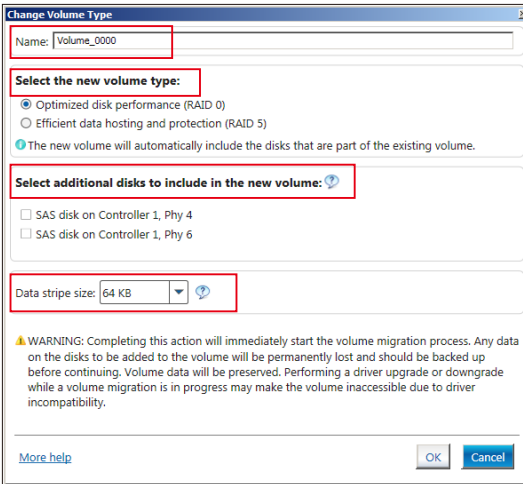 Change Volume Type
Name: Volume_0000
Select the new volume type:
Optimized disk performance (RAID 0)
Efficient data hosting and protection (RAID 5)
The new volume will automatically include the disks that are part of the existing volume.
Select additional disks to include in the new volume:
SAS disk on Controller 1, Phy 4
SAS disk on Controller 1, Phy 6
Data stripe size: 64 KB
WARNING: Completing this action will immediately start the volume migration process. Any data
on the disks to be added to the volume will be permanently lost and should be backed up
before continuing. Volume data will be preserved. Performing a driver upgrade or downgrade
while a volume migration is in progress may make the volume inaccessible due to driver
incompatibility.
More help
OK
Cancel